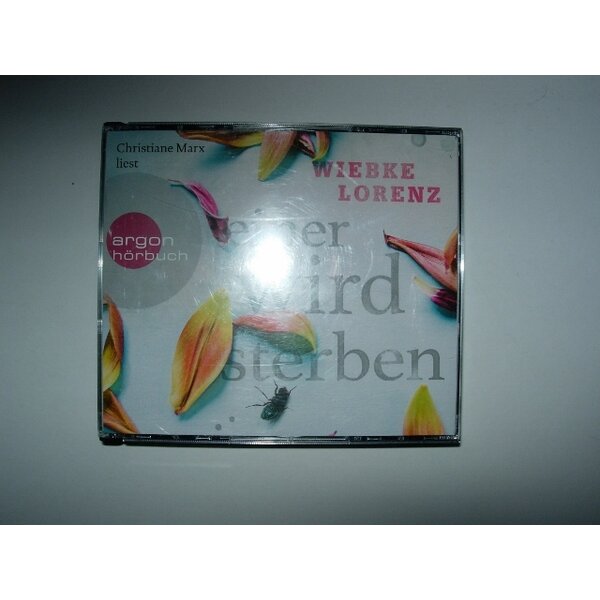 Christiane Marx
liest
WIEBKE
LORENZ
argon
hörbuch
einer
wird
sterben